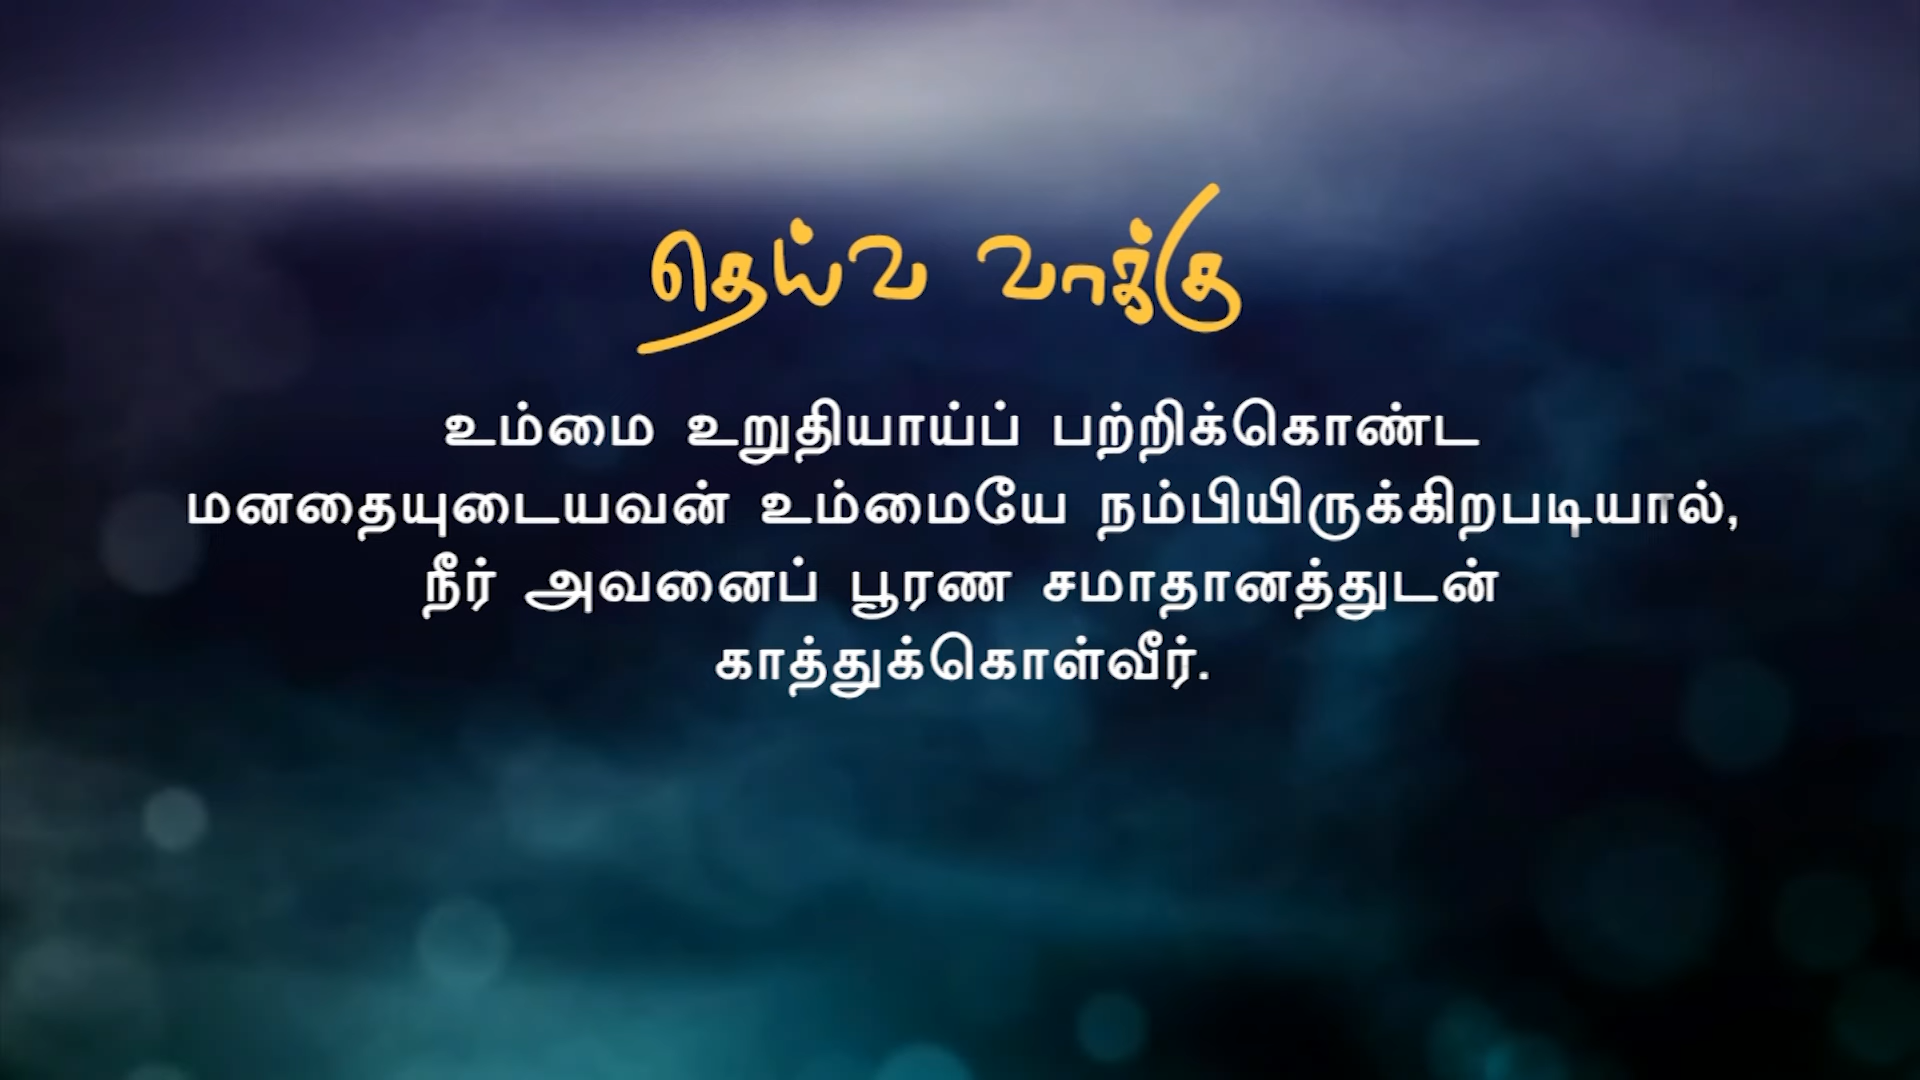 தெய்வ வாக்கு
உம்மை உறுதியாய்ப் பற்றிக்கொண்ட
மனதையுடையவன் உம்மையே நம்பியிருக்கிறபடியால்,
நீர் அவனைப் பூரண சமாதானத்துடன்
காத்துக்கொள்வீர்.